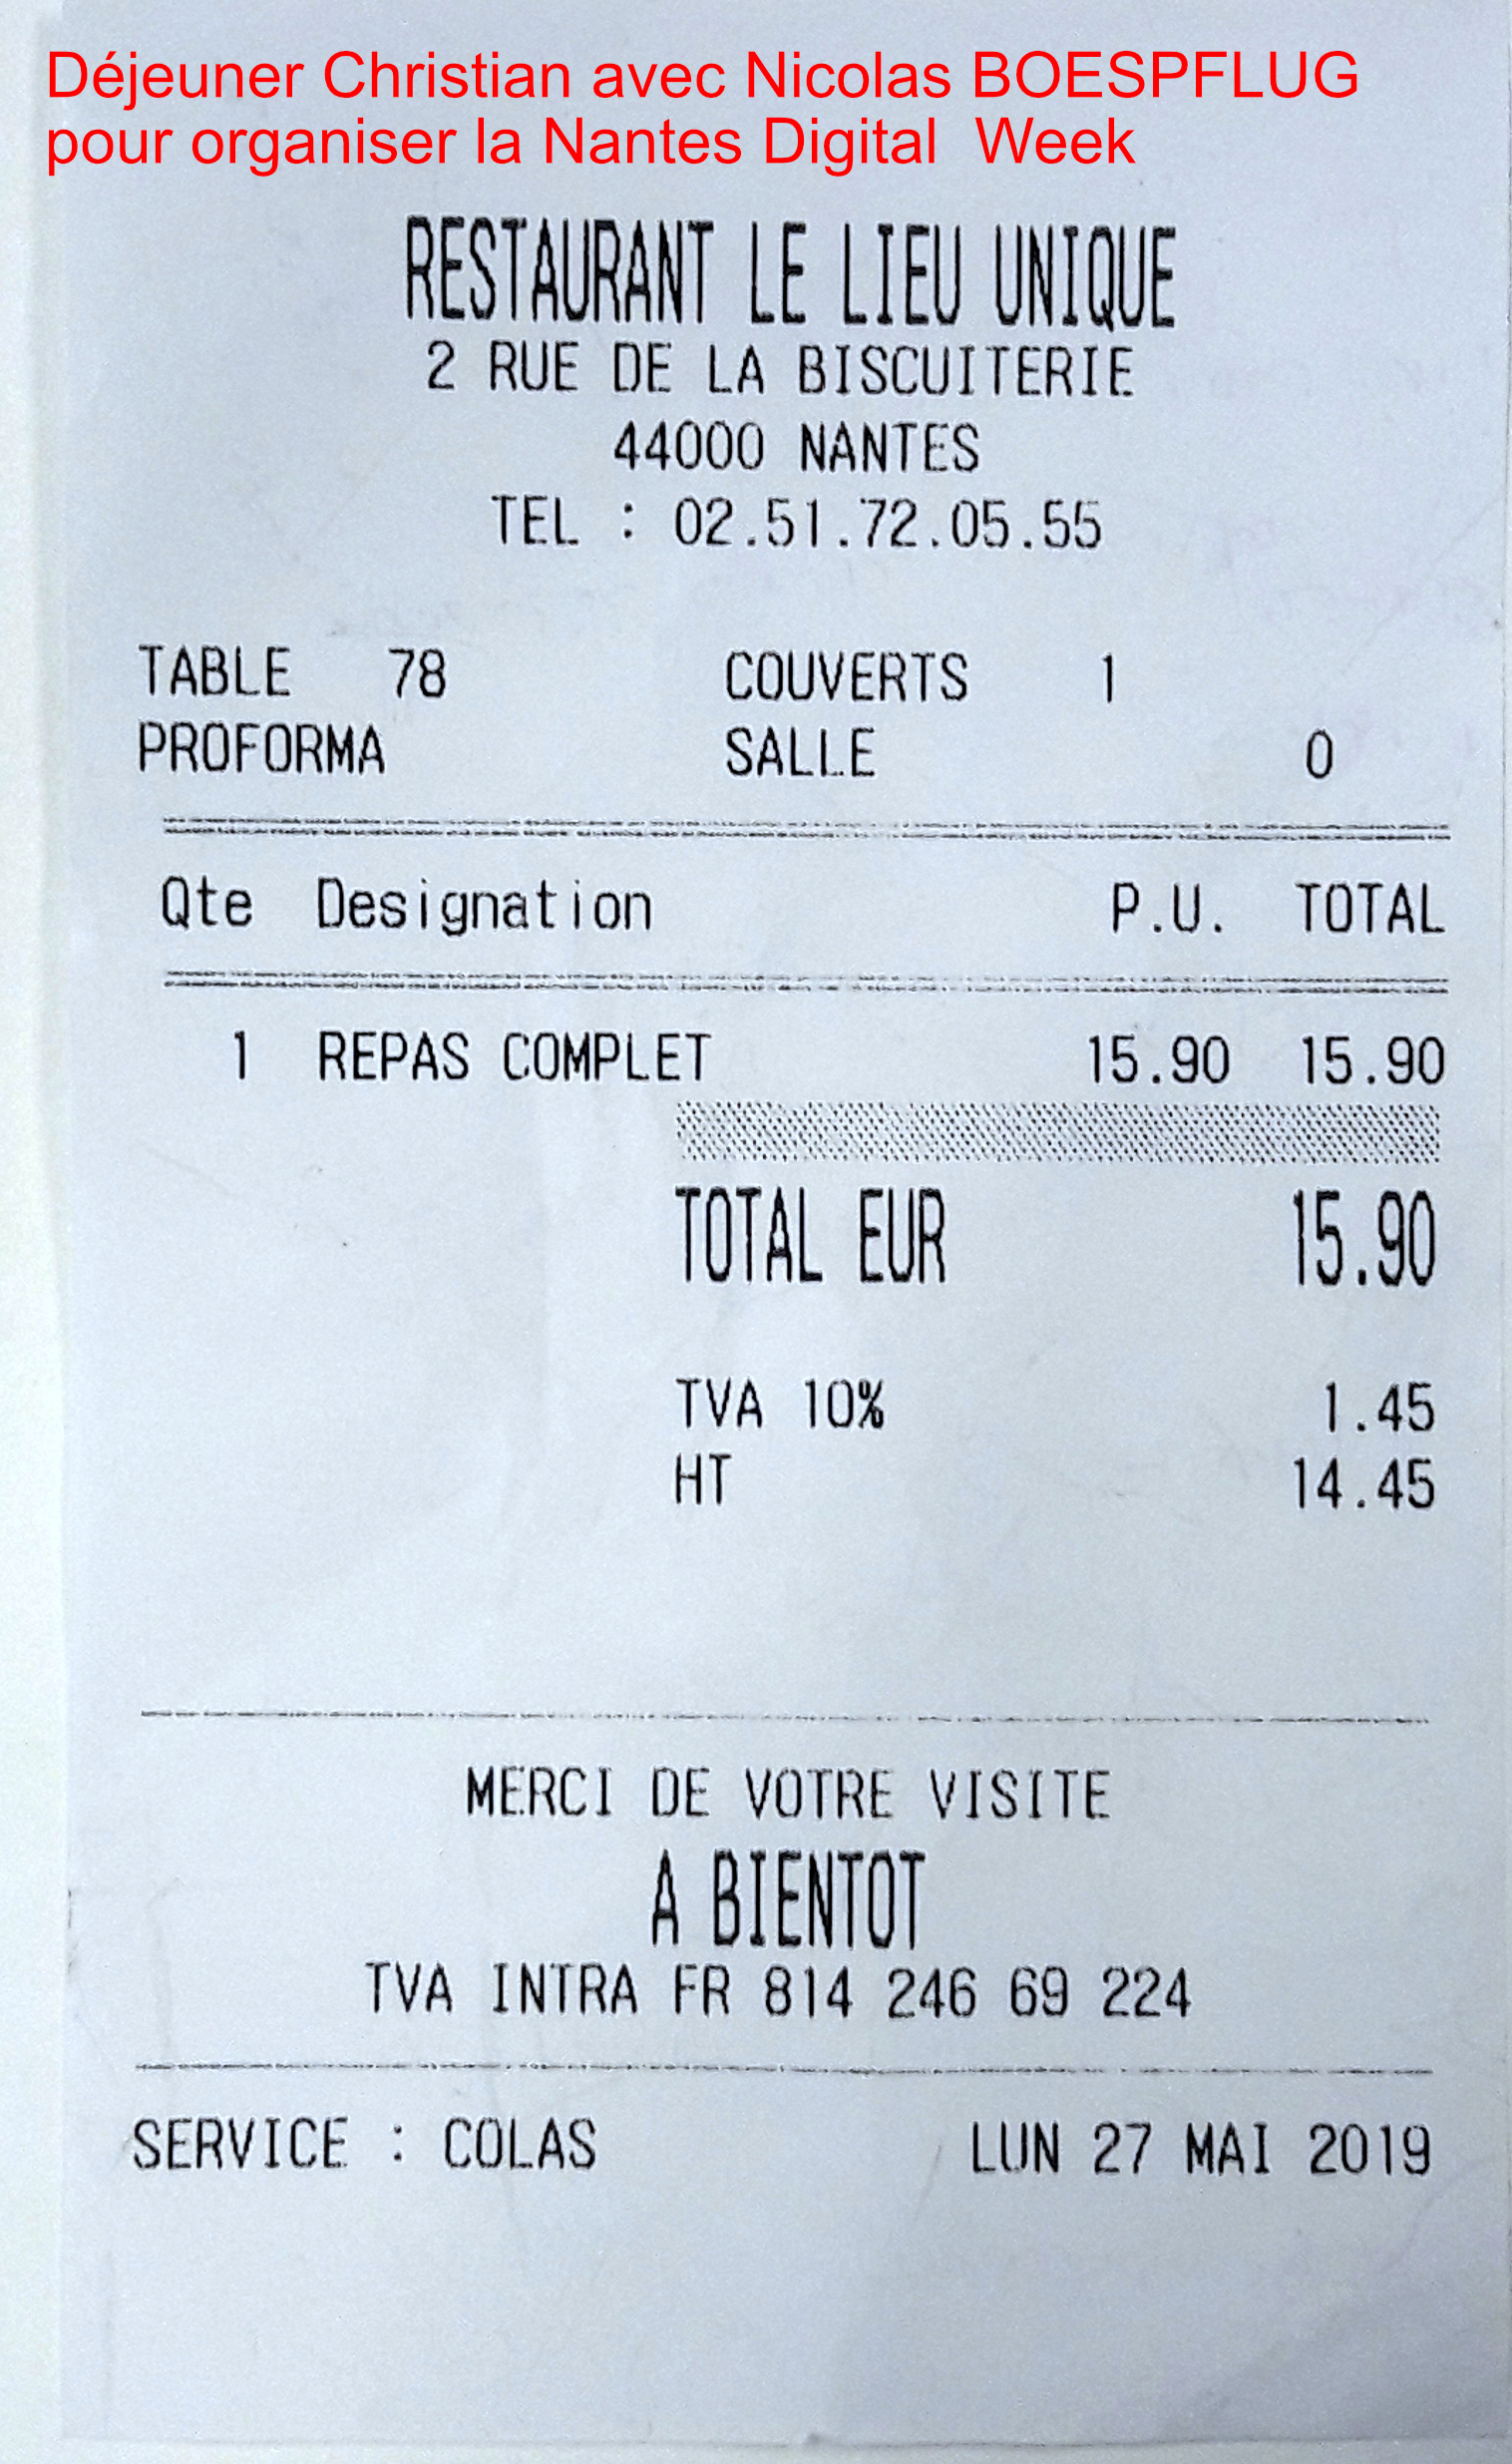 Déjeuner Christian avec Nicolas BOESPFLUG
pour organiser la Nantes Digital Week
RESTAURANT LE LIEU UNIQUE
2 RUE DE LA BISCUITERIE
44000 NANTES
TEL : 02.51.72.05.55
TABLE 78 COUVERTS 1
PROFORMA SALLE 0
Qte Designation P.U. TOTAL
1 REPAS COMPLET 15.90 15.90
TOTAL EUR 15.90
TVA 10% 1.45
HT 14.45
MERCI DE VOTRE VISITE
A BIENTOT
TVA INTRA FR 814 246 69 224
SERVICE : COLAS LUN 27 MAI 2019